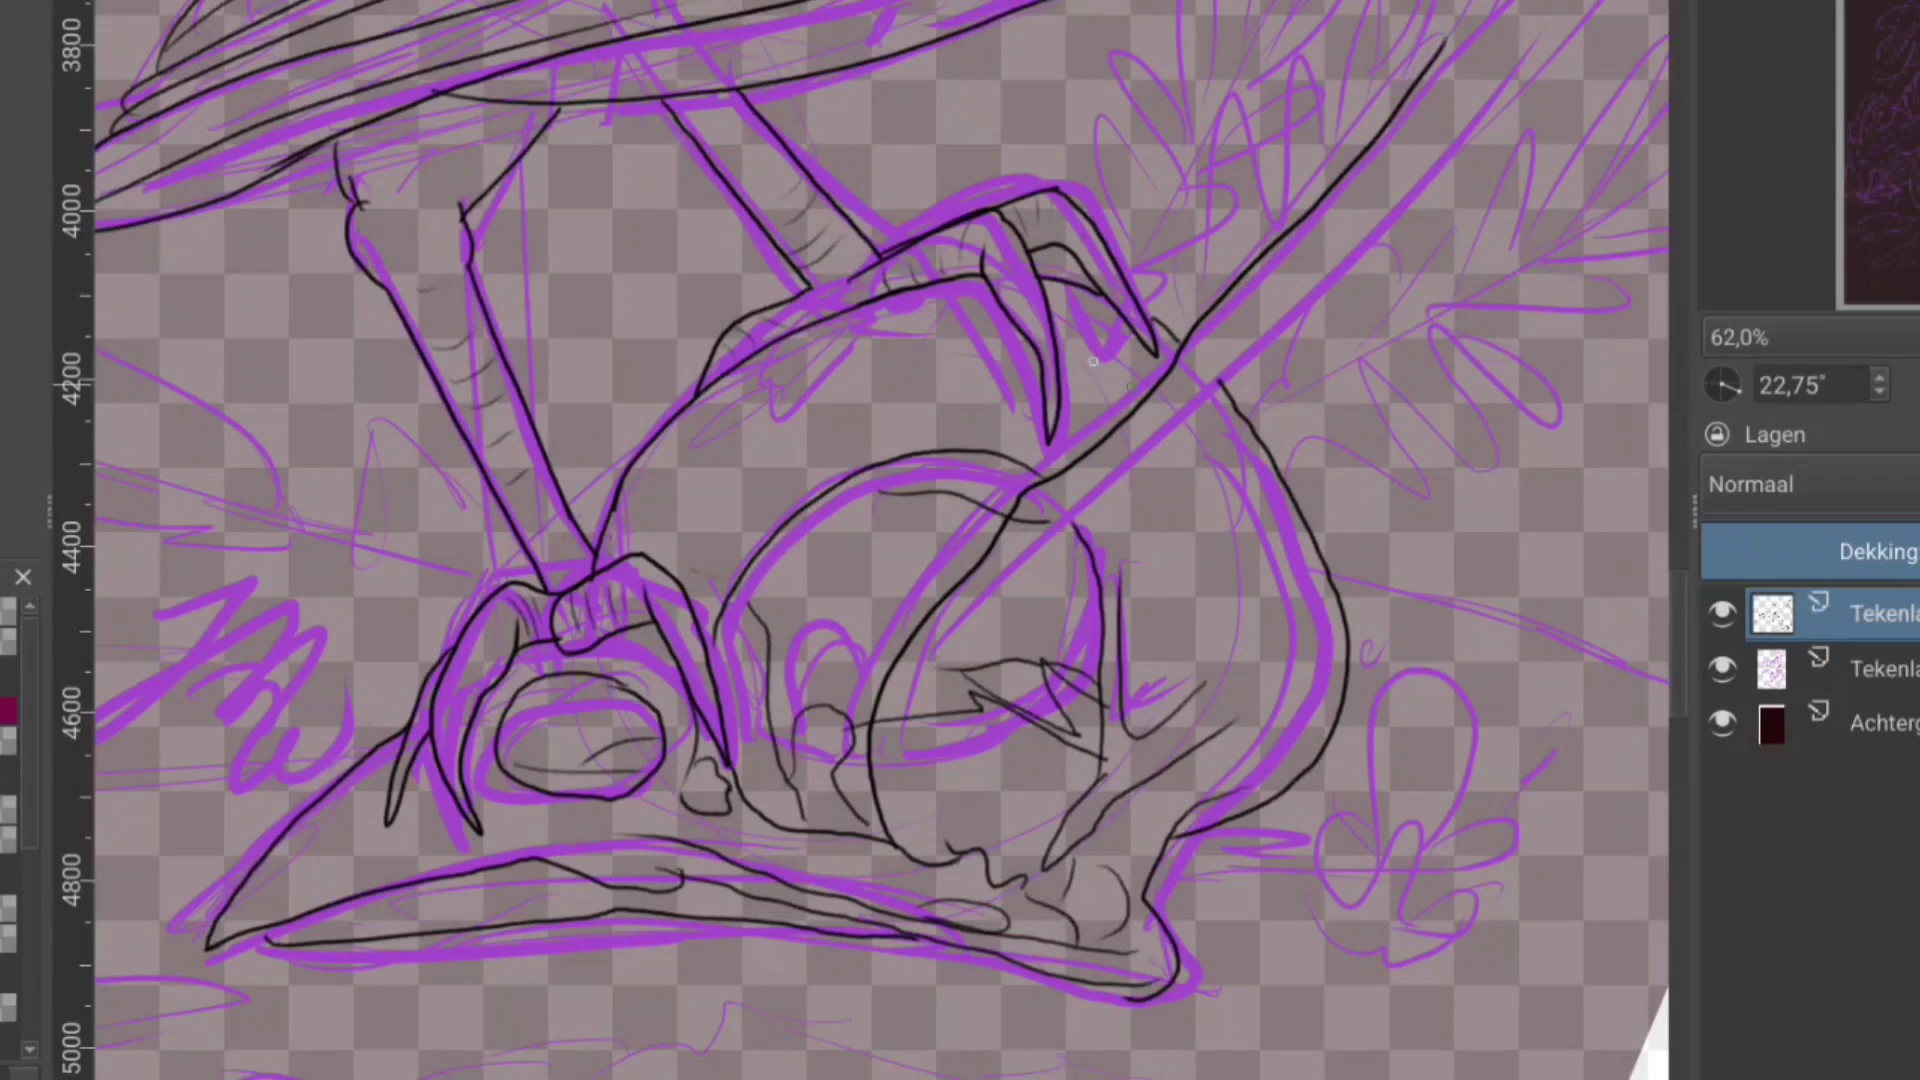 3800
4000
4200
4400
4600
4800
5000
62,0%
22,75°
Lagen
Normaal
Dekking
Tekenla
Tekenla
Achterg